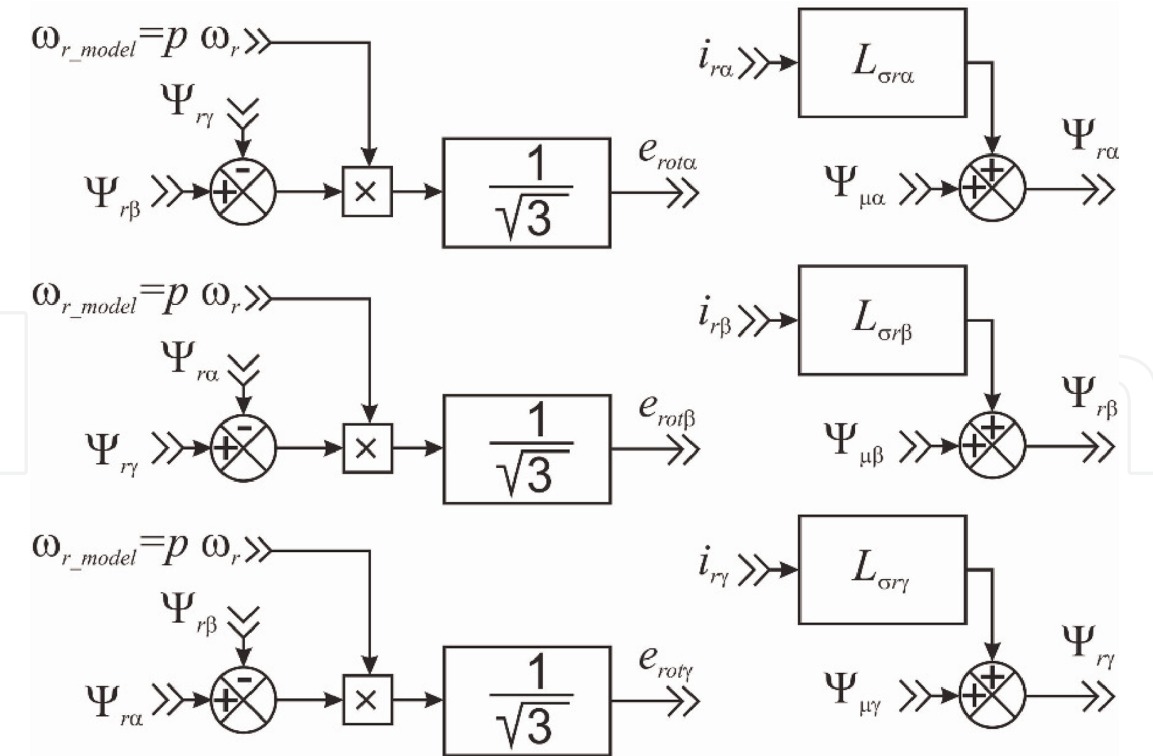 ω_{r_model}=p ω_r
Ψ_{rγ}
-
Ψ_{rβ}
+
×
1
√3
e_{rotα}
i_{rα}
L_{σrα}
Ψ_{μα}
+
+
Ψ_{rα}
ω_{r_model}=p ω_r
Ψ_{rα}
-
Ψ_{rγ}
+
×
1
√3
e_{rotβ}
i_{rβ}
L_{σrβ}
Ψ_{μβ}
+
+
Ψ_{rβ}
ω_{r_model}=p ω_r
Ψ_{rβ}
-
Ψ_{rα}
+
×
1
√3
e_{rotγ}
i_{rγ}
L_{σrγ}
Ψ_{μγ}
+
+
Ψ_{rγ}